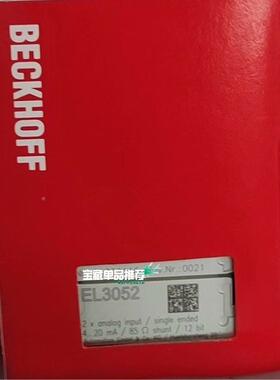 BECKHOFF
Nr.:0021
宝藏单品推荐
EL3052
2 x analog input / single ended
4..20 mA / 85 Ω shunt / 12 bit